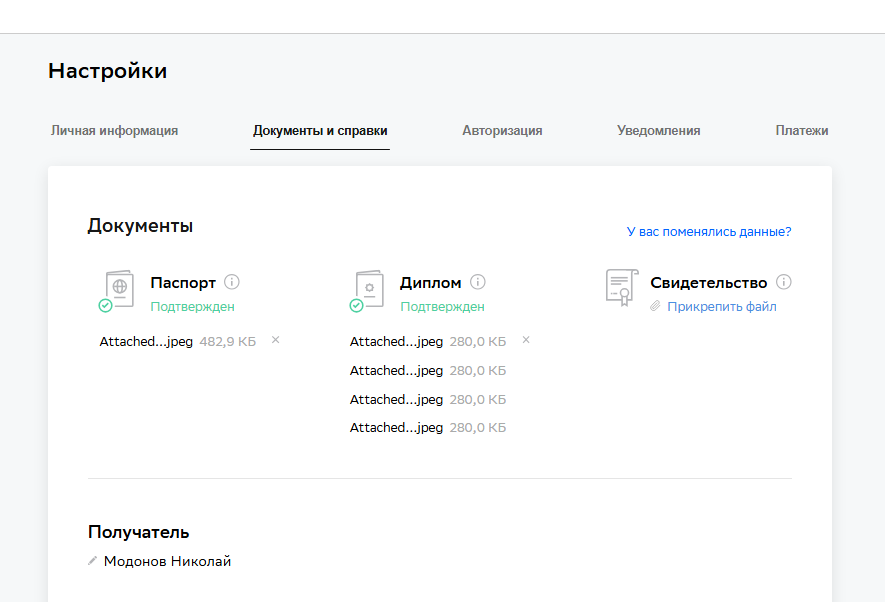 Настройки
Личная информация Документы и справки Авторизация Уведомления Платежи
Документы
У вас поменялись данные?
Паспорт Диплом Свидетельство
Подтвержден Подтвержден Прикрепить файл
Attached...jpeg 482,9 КБ × Attached...jpeg 280,0 КБ ×
Attached...jpeg 280,0 КБ
Attached...jpeg 280,0 КБ
Attached...jpeg 280,0 КБ
Получатель
Модонов Николай